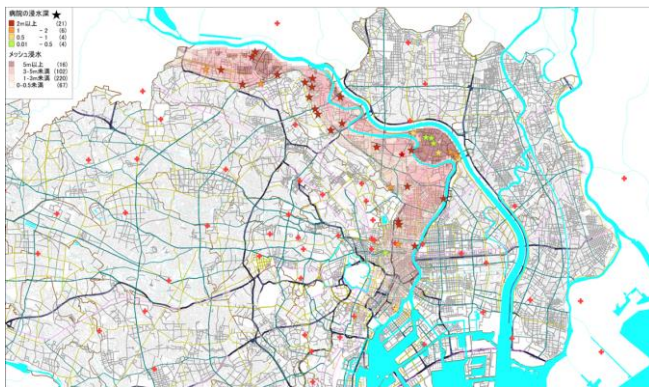 病院の浸水深 ★
2m以上 (21)
1 - 2 (6)
0.5 - 1 (4)
0.01 - 0.5 (4)
メッシュ浸水
5m以上 (16)
3-5m未満 (102)
1-3m未満 (220)
0-0.5未満 (67)